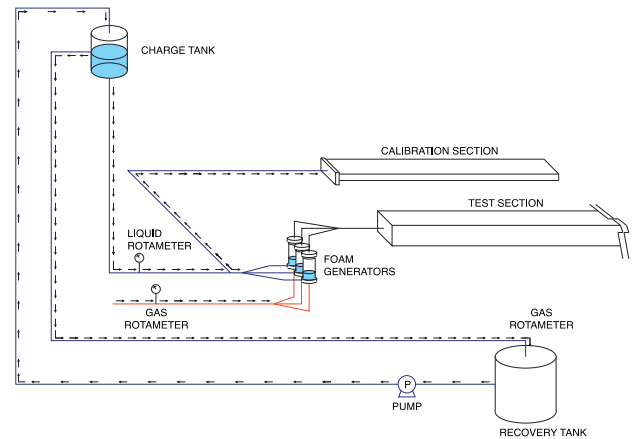 CHARGE TANK
CALIBRATION SECTION
TEST SECTION
LIQUID
ROTAMETER
FOAM
GENERATORS
GAS
ROTAMETER
GAS
ROTAMETER
P
PUMP
RECOVERY TANK